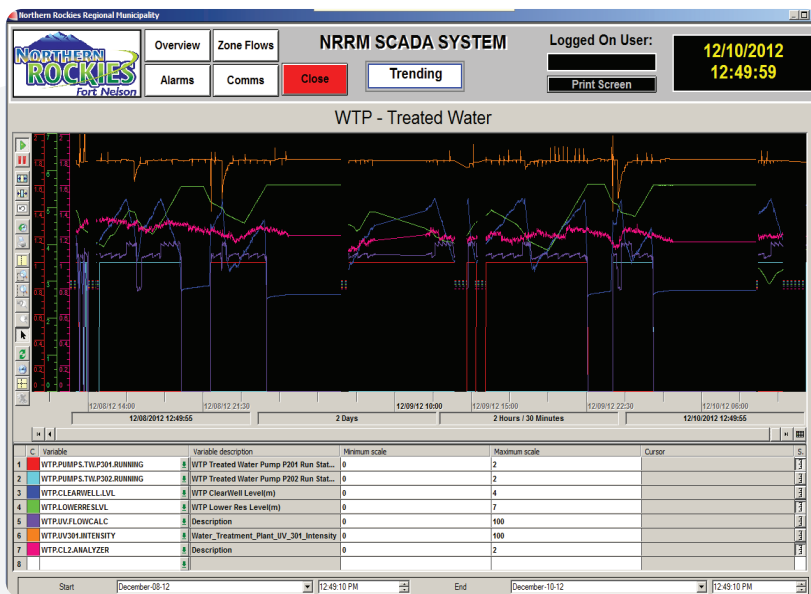 Northern Rockies Regional Municipality
NORTHERN
ROCKIES
Fort Nelson
Overview
Zone Flows
Alarms
Comms
Close
NRRM SCADA SYSTEM
Trending
Logged On User:
Print Screen
12/10/2012
12:49:59
WTP - Treated Water
12/08/12 14:00
12/08/12 21:30
12/09/12 10:00
12/09/12 15:00
12/09/12 22:30
12/10/12 06:00
12/08/2012 12:49:55
2 Days
2 Hours / 30 Minutes
12/10/2012 12:49:55
C. Variable Variable description Minimum scale Maximum scale Cursor S.
1 WTP.PUMPS.TW.P301.RUNNING WTP Treated Water Pump P201 Run Stat... 0 2
2 WTP.PUMPS.TW.P302.RUNNING WTP Treated Water Pump P202 Run Stat... 0 2
3 WTP.CLEARWELL.LVL WTP ClearWell Level(m) 0 4
4 WTP.LOWERRESLVL WTP Lower Res Level(m) 0 7
5 WTP.UV.FLOWCALC Description 0 100
6 WTP.UV301.INTENSITY Water_Treatment_Plant_UV_301_Intensity 0 100
7 WTP.CL2.ANALYZER Description 0 2
8
Start December-08-12 12:49:10 PM End December-10-12 12:49:10 PM